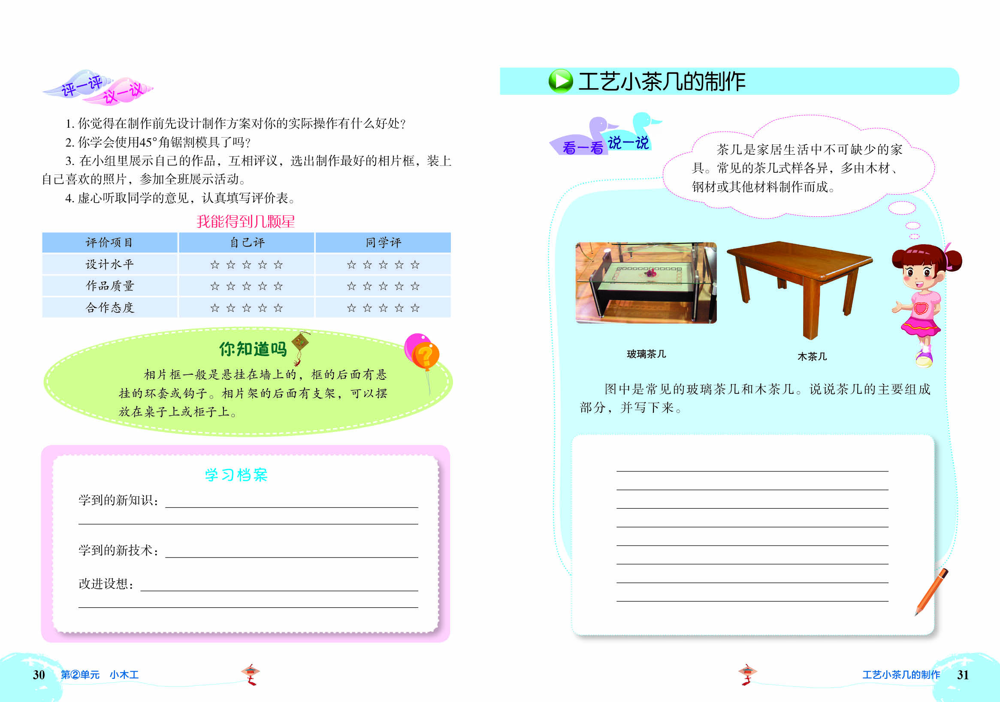 评一评
议一议
1. 你觉得在制作前先设计制作方案对你的实际操作有什么好处？
2. 你学会使用45°角锯割模具了吗？
3. 在小组里展示自己的作品，互相评议，选出制作最好的相片框，装上
自己喜欢的照片，参加全班展示活动。
4. 虚心听取同学的意见，认真填写评价表。
我能得到几颗星
评价项目 自己评 同学评
设计水平 ☆ ☆ ☆ ☆ ☆ ☆ ☆ ☆ ☆ ☆
作品质量 ☆ ☆ ☆ ☆ ☆ ☆ ☆ ☆ ☆ ☆
合作态度 ☆ ☆ ☆ ☆ ☆ ☆ ☆ ☆ ☆ ☆
你知道吗
?
相片框一般是悬挂在墙上的，框的后面有悬
挂的环套或钩子。相片架的后面有支架，可以摆
放在桌子上或柜子上。
学习档案
学到的新知识：
学到的新技术：
改进设想：
30 第②单元 小木工
工艺小茶几的制作
看一看 说一说
茶几是家居生活中不可缺少的家
具。常见的茶几式样各异，多由木材、
钢材或其他材料制作而成。
玻璃茶几
木茶几
图中是常见的玻璃茶几和木茶几。说说茶几的主要组成
部分，并写下来。
工艺小茶几的制作 31